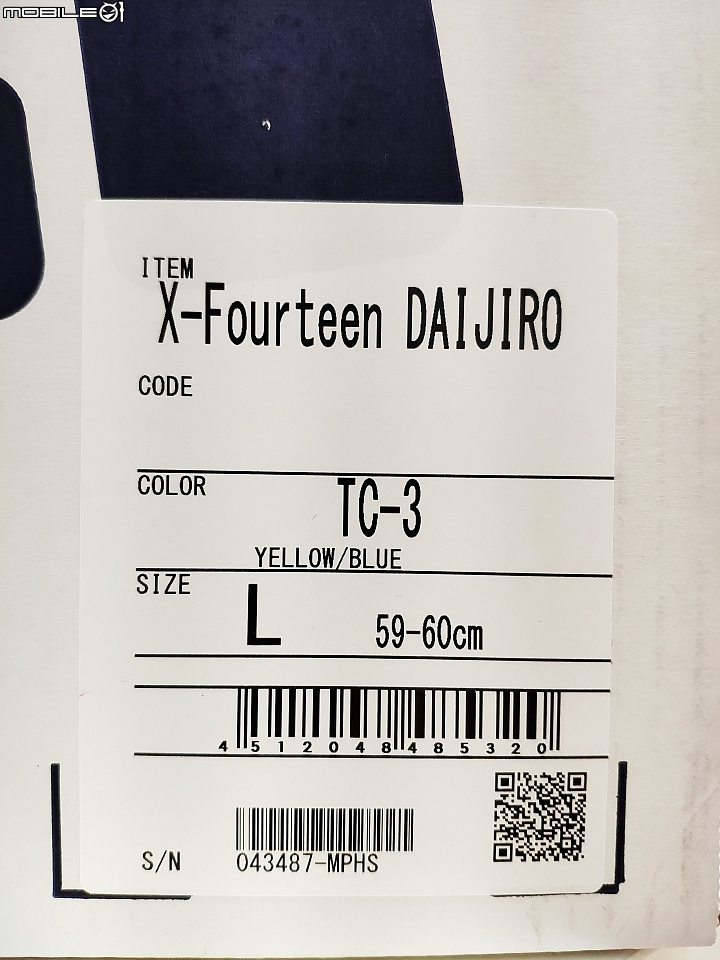 MOBILE01
ITEM
X-Fourteen DAIJIRO
CODE
COLOR
TC-3
YELLOW/BLUE
SIZE
L 59-60cm
4 512048 485320
S/N 043487-MPHS